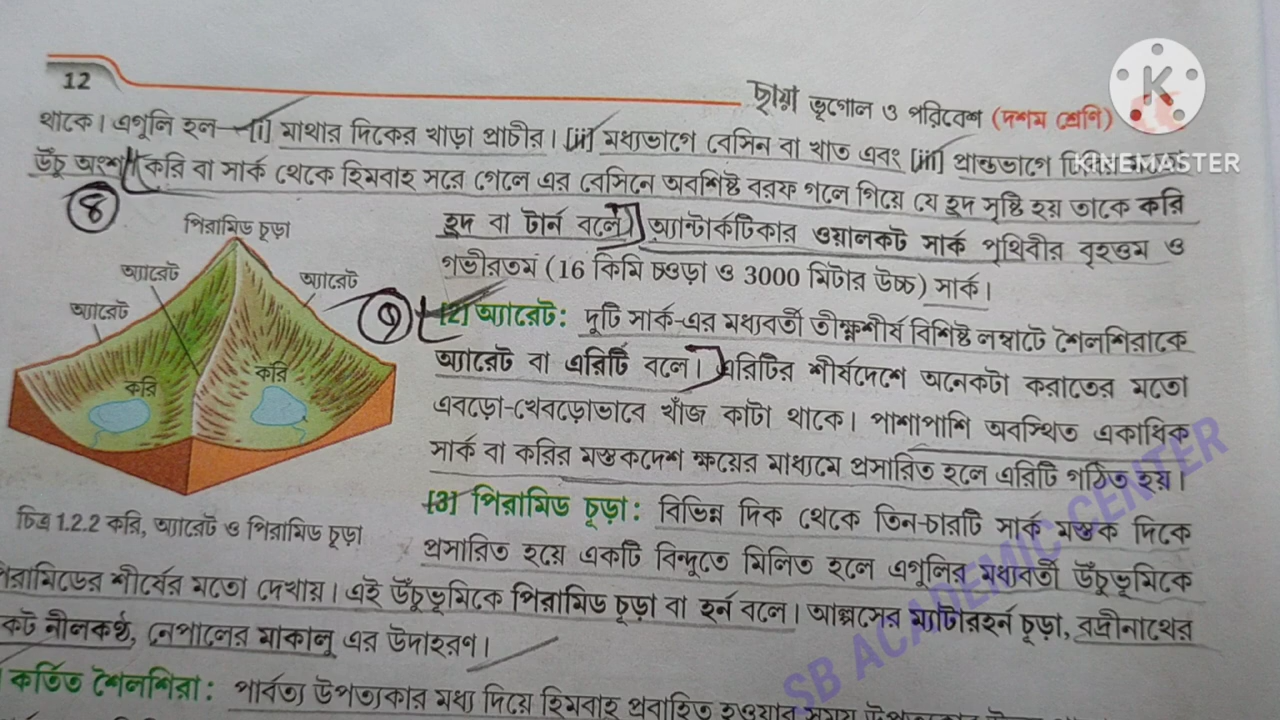 12
ছায়া ভূগোল ও পরিবেশ (দশম শ্রেণি)
K
KINEMASTER
থাকে। এগুলি হল—[i] মাথার দিকের খাড়া প্রাচীর। [ii] মধ্যভাগে বেসিন বা খাত এবং [iii] প্রান্তভাগে
উঁচু অংশ। করি বা সার্ক থেকে হিমবাহ সরে গেলে এর বেসিনে অবশিষ্ট বরফ গলে গিয়ে যে হ্রদ সৃষ্টি হয় তাকে করি
৪
হ্রদ বা টার্ন বলে। অ্যান্টার্কটিকার ওয়ালকট সার্ক পৃথিবীর বৃহত্তম ও
গভীরতম (16 কিমি চওড়া ও 3000 মিটার উচ্চ) সার্ক।
৭
[2] অ্যারেট: দুটি সার্ক-এর মধ্যবর্তী তীক্ষ্ণশীর্ষ বিশিষ্ট লম্বাটে শৈলশিরাকে
অ্যারেট বা এরিটি বলে। এরিটির শীর্ষদেশে অনেকটা করাতের মতো
এবড়ো-খেবড়োভাবে খাঁজ কাটা থাকে। পাশাপাশি অবস্থিত একাধিক
সার্ক বা করির মস্তকদেশ ক্ষয়ের মাধ্যমে প্রসারিত হলে এরিটি গঠিত হয়।
[3] পিরামিড চূড়া: বিভিন্ন দিক থেকে তিন-চারটি সার্ক মস্তক দিকে
প্রসারিত হয়ে একটি বিন্দুতে মিলিত হলে এগুলির মধ্যবর্তী উঁচুভূমিকে
পিরামিড চূড়া
অ্যারেট
অ্যারেট
অ্যারেট
করি
করি
চিত্র 1.2.2 করি, অ্যারেট ও পিরামিড চূড়া
পিরামিডের শীর্ষের মতো দেখায়। এই উঁচুভূমিকে পিরামিড চূড়া বা হর্ন বলে। আল্পসের ম্যাটারহর্ন চূড়া, বদ্রীনাথের
নীলকণ্ঠ, নেপালের মাকালু এর উদাহরণ।
কর্তিত শৈলশিরা: পার্বত্য উপত্যকার মধ্য দিয়ে হিমবাহ প্রবাহিত হওয়ার সময়
SB ACADEMIC CENTER